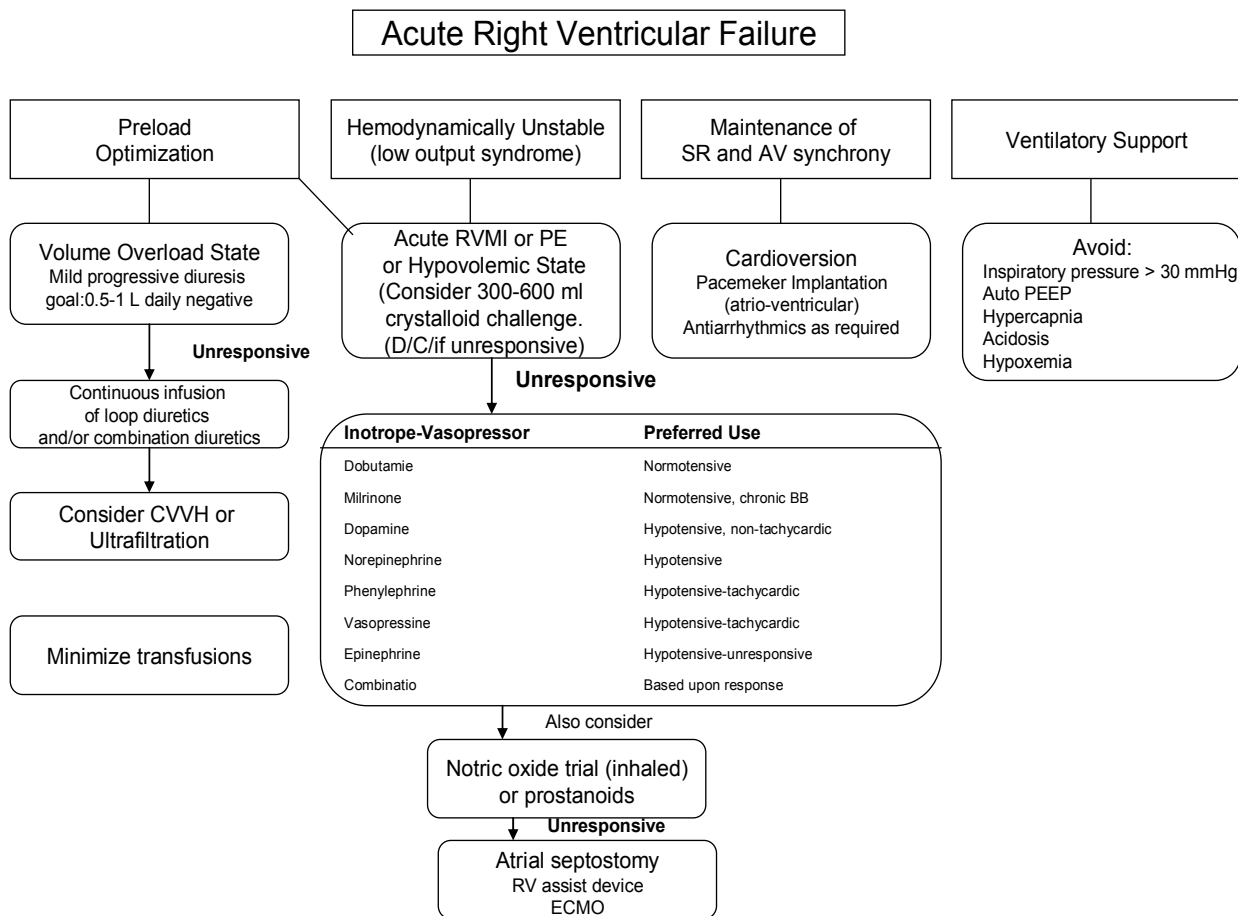 Acute Right Ventricular Failure
Preload
Optimization
Hemodynamically Unstable
(low output syndrome)
Maintenance of
SR and AV synchrony
Ventilatory Support
Volume Overload State
Mild progressive diuresis
goal:0.5-1 L daily negative
Acute RVMI or PE
or Hypovolemic State
(Consider 300-600 ml
crystalloid challenge.
(D/C/if unresponsive)
Cardioversion
Pacemeker Implantation
(atrio-ventricular)
Antiarrhythmics as required
Avoid:
Inspiratory pressure > 30 mmHg
Auto PEEP
Hypercapnia
Acidosis
Hypoxemia
Unresponsive
Continuous infusion
of loop diuretics
and/or combination diuretics
Consider CVVH or
Ultrafiltration
Minimize transfusions
Unresponsive
Inotrope-Vasopressor Preferred Use
Dobutamie Normotensive
Milrinone Normotensive, chronic BB
Dopamine Hypotensive, non-tachycardic
Norepinephrine Hypotensive
Phenylephrine Hypotensive-tachycardic
Vasopressine Hypotensive-tachycardic
Epinephrine Hypotensive-unresponsive
Combinatio Based upon response
Also consider
Notric oxide trial (inhaled)
or prostanoids
Unresponsive
Atrial septostomy
RV assist device
ECMO